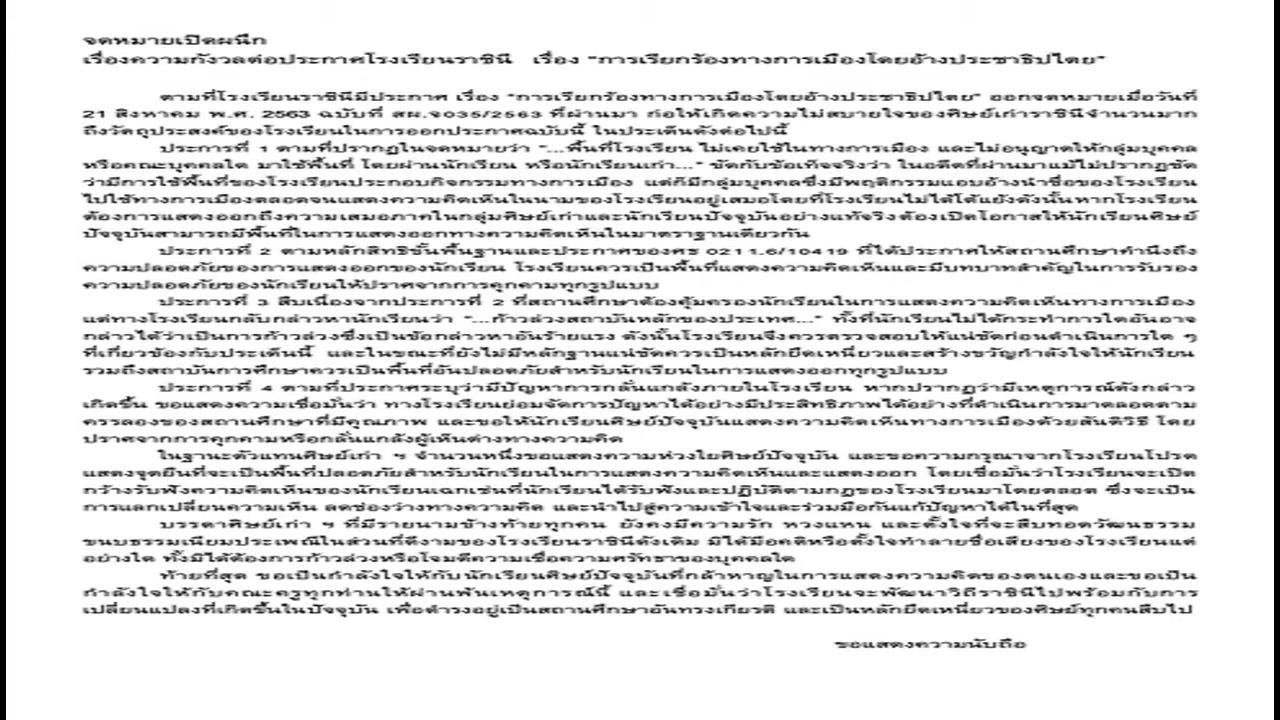 จดหมายเปิดผนึก
เรื่องความกังวลต่อประกาศโรงเรียนราชินี เรื่อง "การเรียกร้องทางการเมืองโดยอ้างประชาธิปไตย"
ตามที่โรงเรียนราชินีมีประกาศ เรื่อง "การเรียกร้องทางการเมืองโดยอ้างประชาธิปไตย" ออกจดหมายเมื่อวันที่
21 สิงหาคม พ.ศ. 2563 ฉบับที่ สผ.จ035/2563 ที่ผ่านมา ก่อให้เกิดความไม่สบายใจของศิษย์เก่าราชินีจำนวนมาก
ถึงวัตถุประสงค์ของโรงเรียนในการออกประกาศฉบับนี้ ในประเด็นดังต่อไปนี้
ประการที่ 1 ตามที่ปรากฏในจดหมายว่า "...พื้นที่โรงเรียน ไม่เคยใช้ในทางการเมือง และไม่อนุญาตให้กลุ่มบุคคล
หรือคณะบุคคลใด มาใช้พื้นที่ โดยผ่านนักเรียน หรือนักเรียนเก่า..." ขัดกับข้อเท็จจริงว่า ในอดีตที่ผ่านมาแม้ไม่ปรากฏชัด
ว่ามีการใช้พื้นที่ของโรงเรียนประกอบกิจกรรมทางการเมือง แต่ก็มีกลุ่มบุคคลซึ่งมีพฤติกรรมแอบอ้างนำชื่อของโรงเรียน
ไปใช้ทางการเมืองตลอดจนแสดงความคิดเห็นในนามของโรงเรียนอยู่เสมอโดยที่โรงเรียนไม่ได้โต้แย้งดังนั้นหากโรงเรียน
ต้องการแสดงออกถึงความเสมอภาคในกลุ่มศิษย์เก่าและนักเรียนปัจจุบันอย่างแท้จริงต้องเปิดโอกาสให้นักเรียนศิษย์
ปัจจุบันสามารถมีพื้นที่ในการแสดงออกทางความคิดเห็นในมาตราฐานเดียวกัน
ประการที่ 2 ตามหลักสิทธิขั้นพื้นฐานและประกาศของศธ 0211.6/10419 ที่ได้ประกาศให้สถานศึกษาคำนึงถึง
ความปลอดภัยของการแสดงออกของนักเรียน โรงเรียนควรเป็นพื้นที่แสดงความคิดเห็นและมีบทบาทสำคัญในการรับรอง
ความปลอดภัยของนักเรียนให้ปราศจากการคุกคามทุกรูปแบบ
ประการที่ 3 สืบเนื่องจากประการที่ 2 ที่สถานศึกษาต้องคุ้มครองนักเรียนในการแสดงความคิดเห็นทางการเมือง
แต่ทางโรงเรียนกลับกล่าวหานักเรียนว่า "...ก้าวล่วงสถาบันหลักของประเทศ..." ทั้งที่นักเรียนไม่ได้กระทำการใดอันอาจ
กล่าวได้ว่าเป็นการก้าวล่วงซึ่งเป็นข้อกล่าวหาอันร้ายแรง ดังนั้นโรงเรียนจึงควรตรวจสอบให้แน่ชัดก่อนดำเนินการใด ๆ
ที่เกี่ยวข้องกับประเด็นนี้ และในขณะที่ยังไม่มีหลักฐานแน่ชัดควรเป็นหลักยึดเหนี่ยวและสร้างขวัญกำลังใจให้นักเรียน
รวมถึงสถาบันการศึกษาควรเป็นพื้นที่อันปลอดภัยสำหรับนักเรียนในการแสดงออกทุกรูปแบบ
ประการที่ 4 ตามที่ประกาศระบุว่ามีปัญหาการกลั่นแกล้งภายในโรงเรียน หากปรากฏว่ามีเหตุการณ์ดังกล่าว
เกิดขึ้น ขอแสดงความเชื่อมั่นว่า ทางโรงเรียนย่อมจัดการปัญหาได้อย่างมีประสิทธิภาพได้อย่างที่ดำเนินการมาตลอดตาม
ครรลองของสถานศึกษาที่มีคุณภาพ และขอให้นักเรียนศิษย์ปัจจุบันแสดงความคิดเห็นทางการเมืองด้วยสันติวิธี โดย
ปราศจากการคุกคามหรือกลั่นแกล้งผู้เห็นต่างทางความคิด
ในฐานะตัวแทนศิษย์เก่า ฯ จำนวนหนึ่งขอแสดงความห่วงใยศิษย์ปัจจุบัน และขอความกรุณาจากโรงเรียนโปรด
แสดงจุดยืนที่จะเป็นพื้นที่ปลอดภัยสำหรับนักเรียนในการแสดงความคิดเห็นและแสดงออก โดยเชื่อมั่นว่าโรงเรียนจะเปิด
กว้างรับฟังความคิดเห็นของนักเรียนเฉกเช่นที่นักเรียนได้รับฟังและปฏิบัติตามกฎของโรงเรียนมาโดยตลอด ซึ่งจะเป็น
การแลกเปลี่ยนความเห็น ลดช่องว่างทางความคิด และนำไปสู่ความเข้าใจและร่วมมือกันแก้ปัญหาได้ในที่สุด
บรรดาศิษย์เก่า ฯ ที่มีรายนามข้างท้ายทุกคน ยังคงมีความรัก หวงแหน และตั้งใจที่จะสืบทอดวัฒนธรรม
ขนบธรรมเนียมประเพณีในส่วนที่ดีงามของโรงเรียนราชินีดังเดิม มิได้มีอคติหรือตั้งใจทำลายชื่อเสียงของโรงเรียนแต่
อย่างใด ทั้งมิได้ต้องการก้าวล่วงหรือโจมตีความเชื่อความศรัทธาของบุคคลใด
ท้ายที่สุด ขอเป็นกำลังใจให้กับนักเรียนศิษย์ปัจจุบันที่กล้าหาญในการแสดงความคิดของตนเองและขอเป็น
กำลังใจให้กับคณะครูทุกท่านให้ผ่านพ้นเหตุการณ์นี้ และเชื่อมั่นว่าโรงเรียนจะพัฒนาวิถีราชินีไปพร้อมกับการ
เปลี่ยนแปลงที่เกิดขึ้นในปัจจุบัน เพื่อดำรงอยู่เป็นสถานศึกษาอันทรงเกียรติ และเป็นหลักยึดเหนี่ยวของศิษย์ทุกคนสืบไป
ขอแสดงความนับถือ